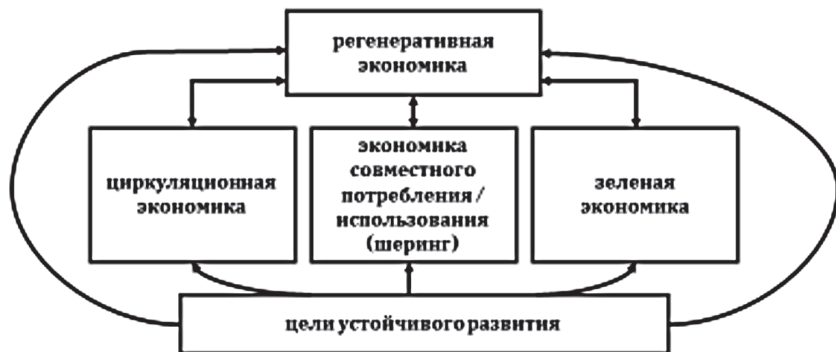 регенеративная
экономика
циркуляционная
экономика
экономика
совместного
потребления /
использования
(шеринг)
зеленая
экономика
цели устойчивого развития